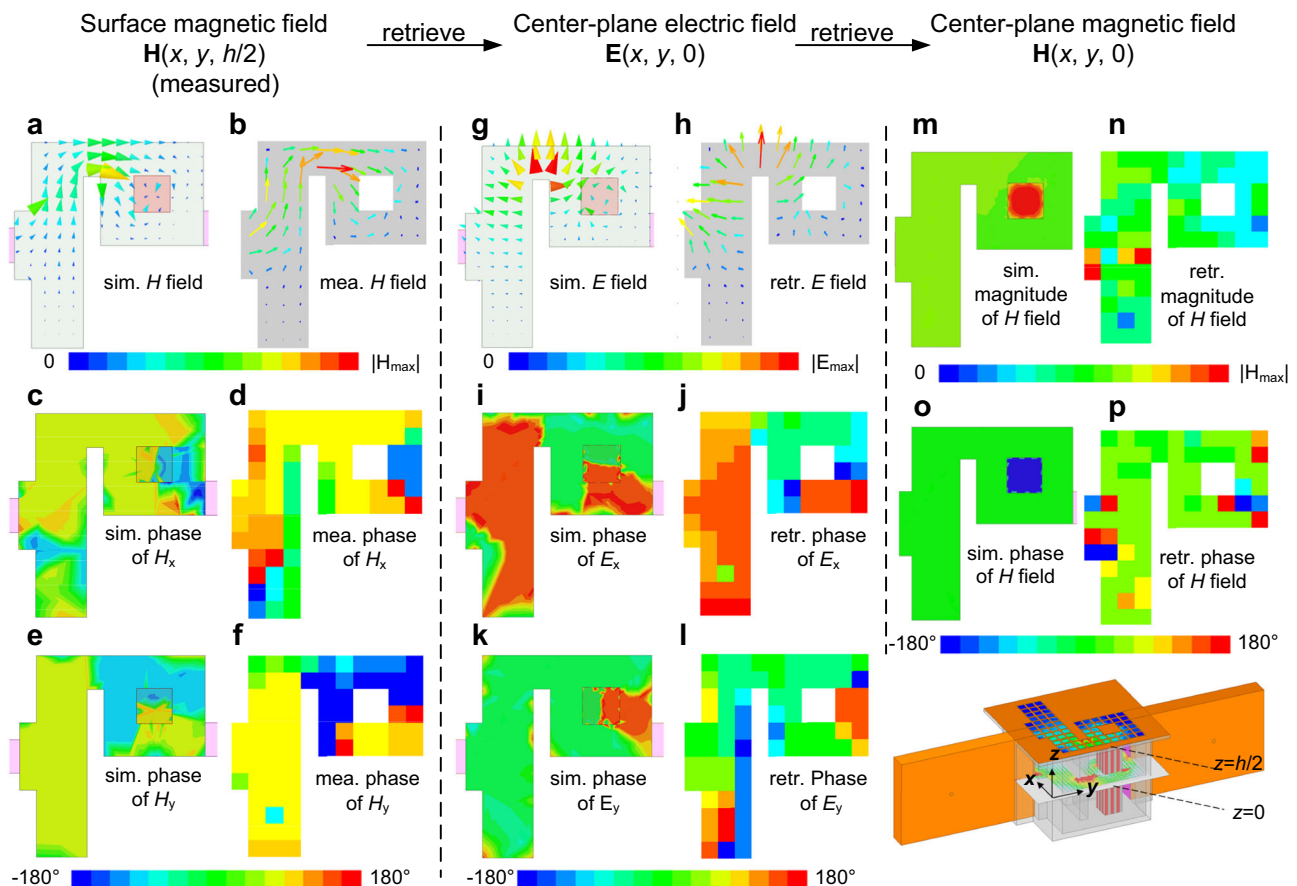 Surface magnetic field
H(x, y, h/2)
(measured)
retrieve
Center-plane electric field
E(x, y, 0)
retrieve
Center-plane magnetic field
H(x, y, 0)
a
b
sim. H field
mea. H field
0
|Hmax|
c
d
sim. phase
of Hx
mea. phase
of Hx
e
f
sim. phase
of Hy
mea. phase
of Hy
-180°
180°
g
h
sim. E field
retr. E field
0
|Emax|
i
j
sim. phase
of Ex
retr. phase
of Ex
k
l
sim. phase
of Ey
retr. Phase
of Ey
-180°
180°
m
n
sim.
magnitude
of H field
retr.
magnitude
of H field
0
|Hmax|
o
p
sim. phase
of H field
retr. phase
of H field
-180°
180°
z
x
y
z=h/2
z=0